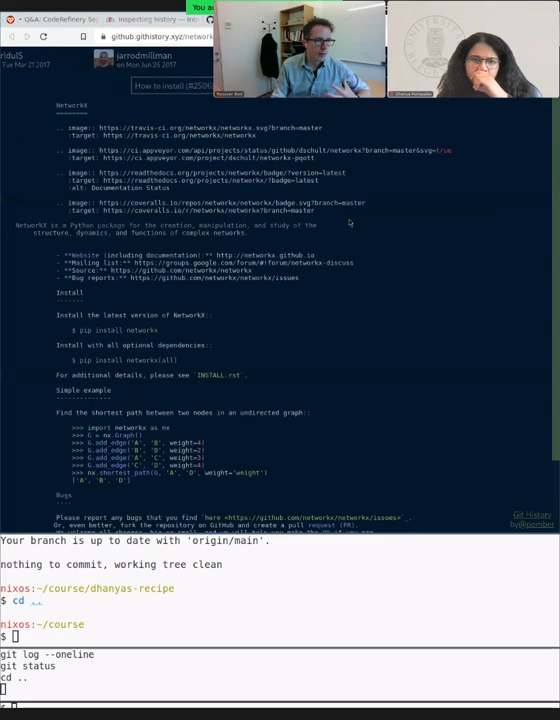 You ar
Q&A: CodeRefinery Se
Inspecting history —
github.githistory.xyz/network
ridulS
Tue Mar 21 2017
jarrodmillman
on Mon Jun 26 2017
How to install (#2506
NetworkX
========
.. image:: https://travis-ci.org/networkx/networkx.svg?branch=master
:target: https://travis-ci.org/networkx/networkx
.. image:: https://ci.appveyor.com/api/projects/status/github/dschult/networkx?branch=master&svg=true
:target: https://ci.appveyor.com/project/dschult/networkx-pqott
.. image:: https://readthedocs.org/projects/networkx/badge/?version=latest
:target: https://readthedocs.org/projects/networkx/?badge=latest
:alt: Documentation Status
.. image:: https://coveralls.io/repos/networkx/networkx/badge.svg?branch=master
:target: https://coveralls.io/r/networkx/networkx?branch=master
NetworkX is a Python package for the creation, manipulation, and study of the
structure, dynamics, and functions of complex networks.
- **Website (including documentation):** http://networkx.github.io
- **Mailing list:** https://groups.google.com/forum/#!forum/networkx-discuss
- **Source:** https://github.com/networkx/networkx
- **Bug reports:** https://github.com/networkx/networkx/issues
Install
-------
Install the latest version of NetworkX::
$ pip install networkx
Install with all optional dependencies::
$ pip install networkx[all]
For additional details, please see `INSTALL.rst`.
Simple example
--------------
Find the shortest path between two nodes in an undirected graph::
>>> import networkx as nx
>>> G = nx.Graph()
>>> G.add_edge('A', 'B', weight=4)
>>> G.add_edge('B', 'D', weight=2)
>>> G.add_edge('A', 'C', weight=3)
>>> G.add_edge('C', 'D', weight=4)
>>> nx.shortest_path(G, 'A', 'D', weight='weight')
['A', 'B', 'D']
Bugs
----
Please report any bugs that you find `here <https://github.com/networkx/networkx/issues>`_.
Or, even better, fork the repository on GitHub and create a pull request (PR).
Git History
by @pomber
Your branch is up to date with 'origin/main'.
nothing to commit, working tree clean
nixos:~/course/dhanyas-recipe
$ cd ..
nixos:~/course
$
git log --oneline
git status
cd ..